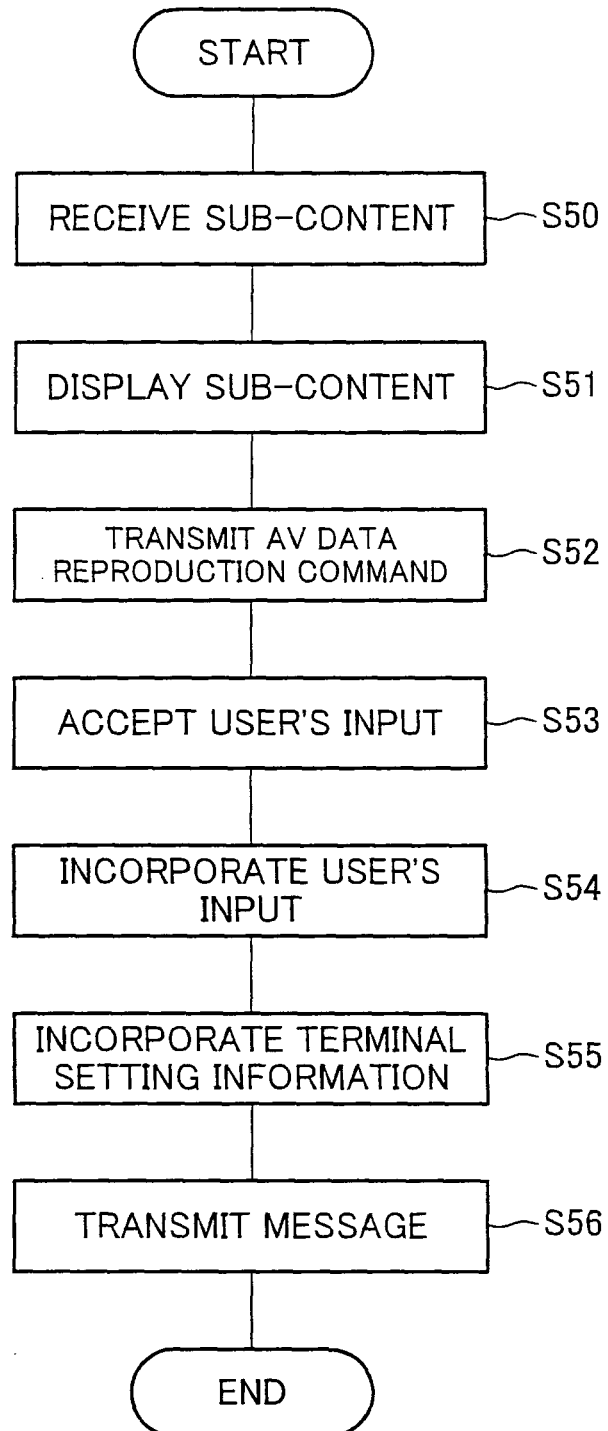 START
RECEIVE SUB-CONTENT
S50
DISPLAY SUB-CONTENT
S51
TRANSMIT AV DATA
REPRODUCTION COMMAND
S52
ACCEPT USER'S INPUT
S53
INCORPORATE USER'S
INPUT
S54
INCORPORATE TERMINAL
SETTING INFORMATION
S55
TRANSMIT MESSAGE
S56
END